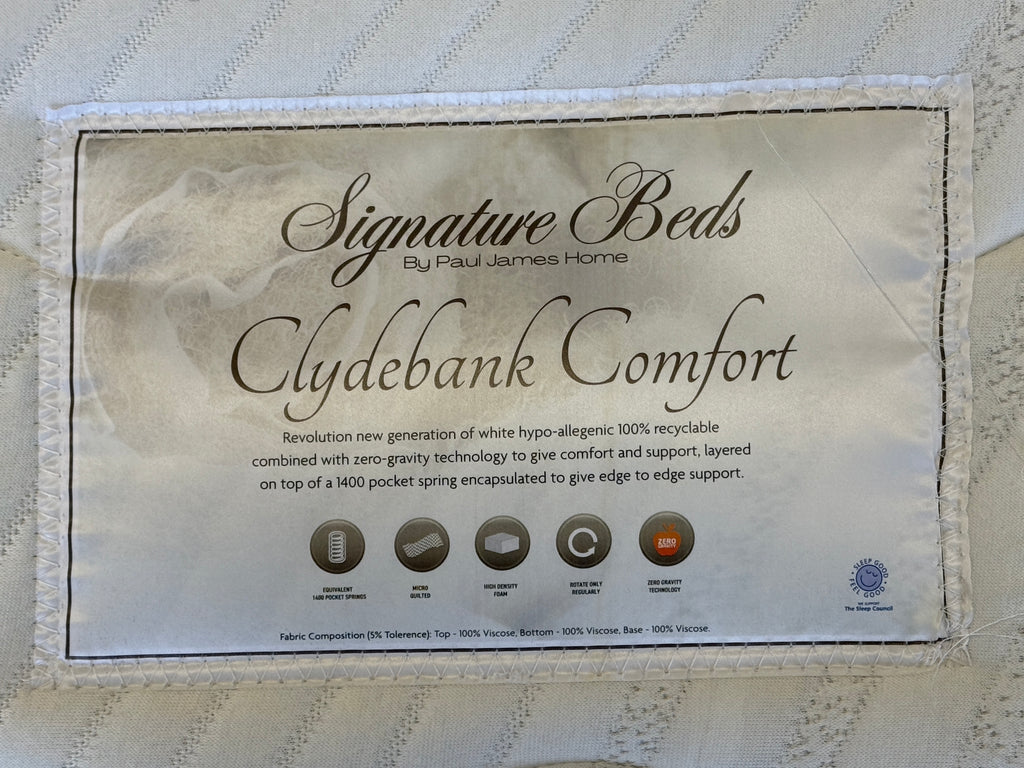 Signature Beds
By Paul James Home
Clydebank Comfort
Revolution new generation of white hypo-allegenic 100% recyclable
combined with zero-gravity technology to give comfort and support, layered
on top of a 1400 pocket spring encapsulated to give edge to edge support.
ZERO
GRAVITY
EQUIVALENT
1400 POCKET SPRINGS
MICRO
QUILTED
HIGH DENSITY
FOAM
ROTATE ONLY
REGULARLY
ZERO GRAVITY
TECHNOLOGY
SLEEP GOOD
FEEL GOOD
WE SUPPORT
The Sleep Council
Fabric Composition (5% Tolerence): Top - 100% Viscose, Bottom - 100% Viscose, Base - 100% Viscose.